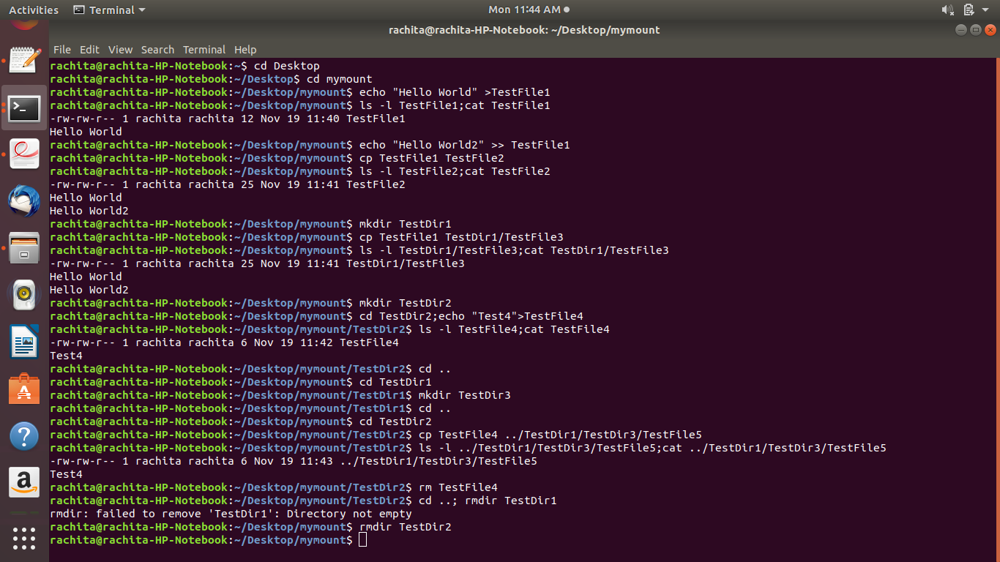 Activities Terminal Mon 11:44 AM
rachita@rachita-HP-Notebook: ~/Desktop/mymount
File Edit View Search Terminal Help
rachita@rachita-HP-Notebook:~$ cd Desktop
rachita@rachita-HP-Notebook:~/Desktop$ cd mymount
rachita@rachita-HP-Notebook:~/Desktop/mymount$ echo "Hello World" >TestFile1
rachita@rachita-HP-Notebook:~/Desktop/mymount$ ls -l TestFile1;cat TestFile1
-rw-rw-r-- 1 rachita rachita 12 Nov 19 11:40 TestFile1
Hello World
rachita@rachita-HP-Notebook:~/Desktop/mymount$ echo "Hello World2" >> TestFile1
rachita@rachita-HP-Notebook:~/Desktop/mymount$ cp TestFile1 TestFile2
rachita@rachita-HP-Notebook:~/Desktop/mymount$ ls -l TestFile2;cat TestFile2
-rw-rw-r-- 1 rachita rachita 25 Nov 19 11:41 TestFile2
Hello World
Hello World2
rachita@rachita-HP-Notebook:~/Desktop/mymount$ mkdir TestDir1
rachita@rachita-HP-Notebook:~/Desktop/mymount$ cp TestFile1 TestDir1/TestFile3
rachita@rachita-HP-Notebook:~/Desktop/mymount$ ls -l TestDir1/TestFile3;cat TestDir1/TestFile3
-rw-rw-r-- 1 rachita rachita 25 Nov 19 11:41 TestDir1/TestFile3
Hello World
Hello World2
rachita@rachita-HP-Notebook:~/Desktop/mymount$ mkdir TestDir2
rachita@rachita-HP-Notebook:~/Desktop/mymount$ cd TestDir2;echo "Test4">TestFile4
rachita@rachita-HP-Notebook:~/Desktop/mymount/TestDir2$ ls -l TestFile4;cat TestFile4
-rw-rw-r-- 1 rachita rachita 6 Nov 19 11:42 TestFile4
Test4
rachita@rachita-HP-Notebook:~/Desktop/mymount/TestDir2$ cd ..
rachita@rachita-HP-Notebook:~/Desktop/mymount$ cd TestDir1
rachita@rachita-HP-Notebook:~/Desktop/mymount/TestDir1$ mkdir TestDir3
rachita@rachita-HP-Notebook:~/Desktop/mymount/TestDir1$ cd ..
rachita@rachita-HP-Notebook:~/Desktop/mymount$ cd TestDir2
rachita@rachita-HP-Notebook:~/Desktop/mymount/TestDir2$ cp TestFile4 ../TestDir1/TestDir3/TestFile5
rachita@rachita-HP-Notebook:~/Desktop/mymount/TestDir2$ ls -l ../TestDir1/TestDir3/TestFile5;cat ../TestDir1/TestDir3/TestFile5
-rw-rw-r-- 1 rachita rachita 6 Nov 19 11:43 ../TestDir1/TestDir3/TestFile5
Test4
rachita@rachita-HP-Notebook:~/Desktop/mymount/TestDir2$ rm TestFile4
rachita@rachita-HP-Notebook:~/Desktop/mymount/TestDir2$ cd ..; rmdir TestDir1
rmdir: failed to remove 'TestDir1': Directory not empty
rachita@rachita-HP-Notebook:~/Desktop/mymount$ rmdir TestDir2
rachita@rachita-HP-Notebook:~/Desktop/mymount$